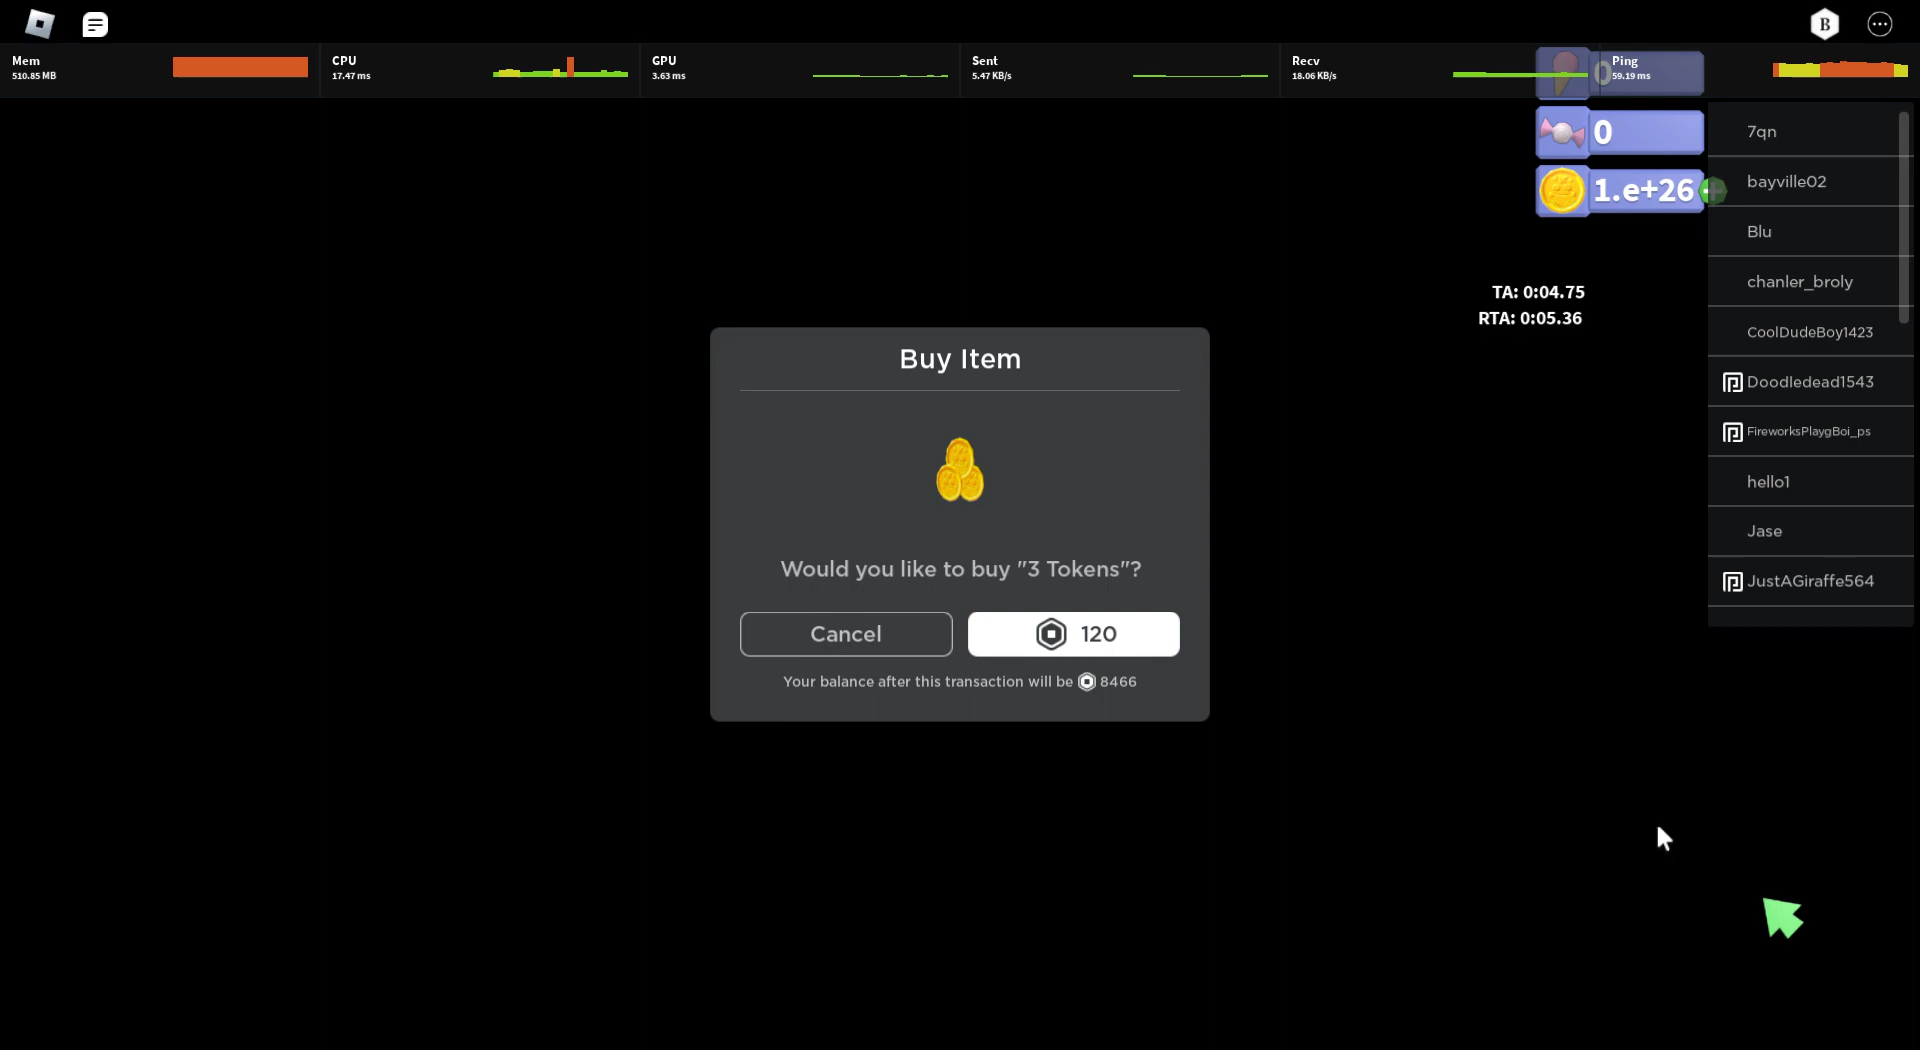 B
Mem
510.85 MB
CPU
17.47 ms
GPU
3.63 ms
Sent
5.47 KB/s
Recv
18.06 KB/s
0
Ping
59.19 ms
0
1.e+26
7qn
bayville02
Blu
chanler_broly
CoolDudeBoy1423
Doodledead1543
FireworksPlaygBoi_ps
hello1
Jase
JustAGiraffe564
TA: 0:04.75
RTA: 0:05.36
Buy Item
Would you like to buy "3 Tokens"?
Cancel
120
Your balance after this transaction will be 8466